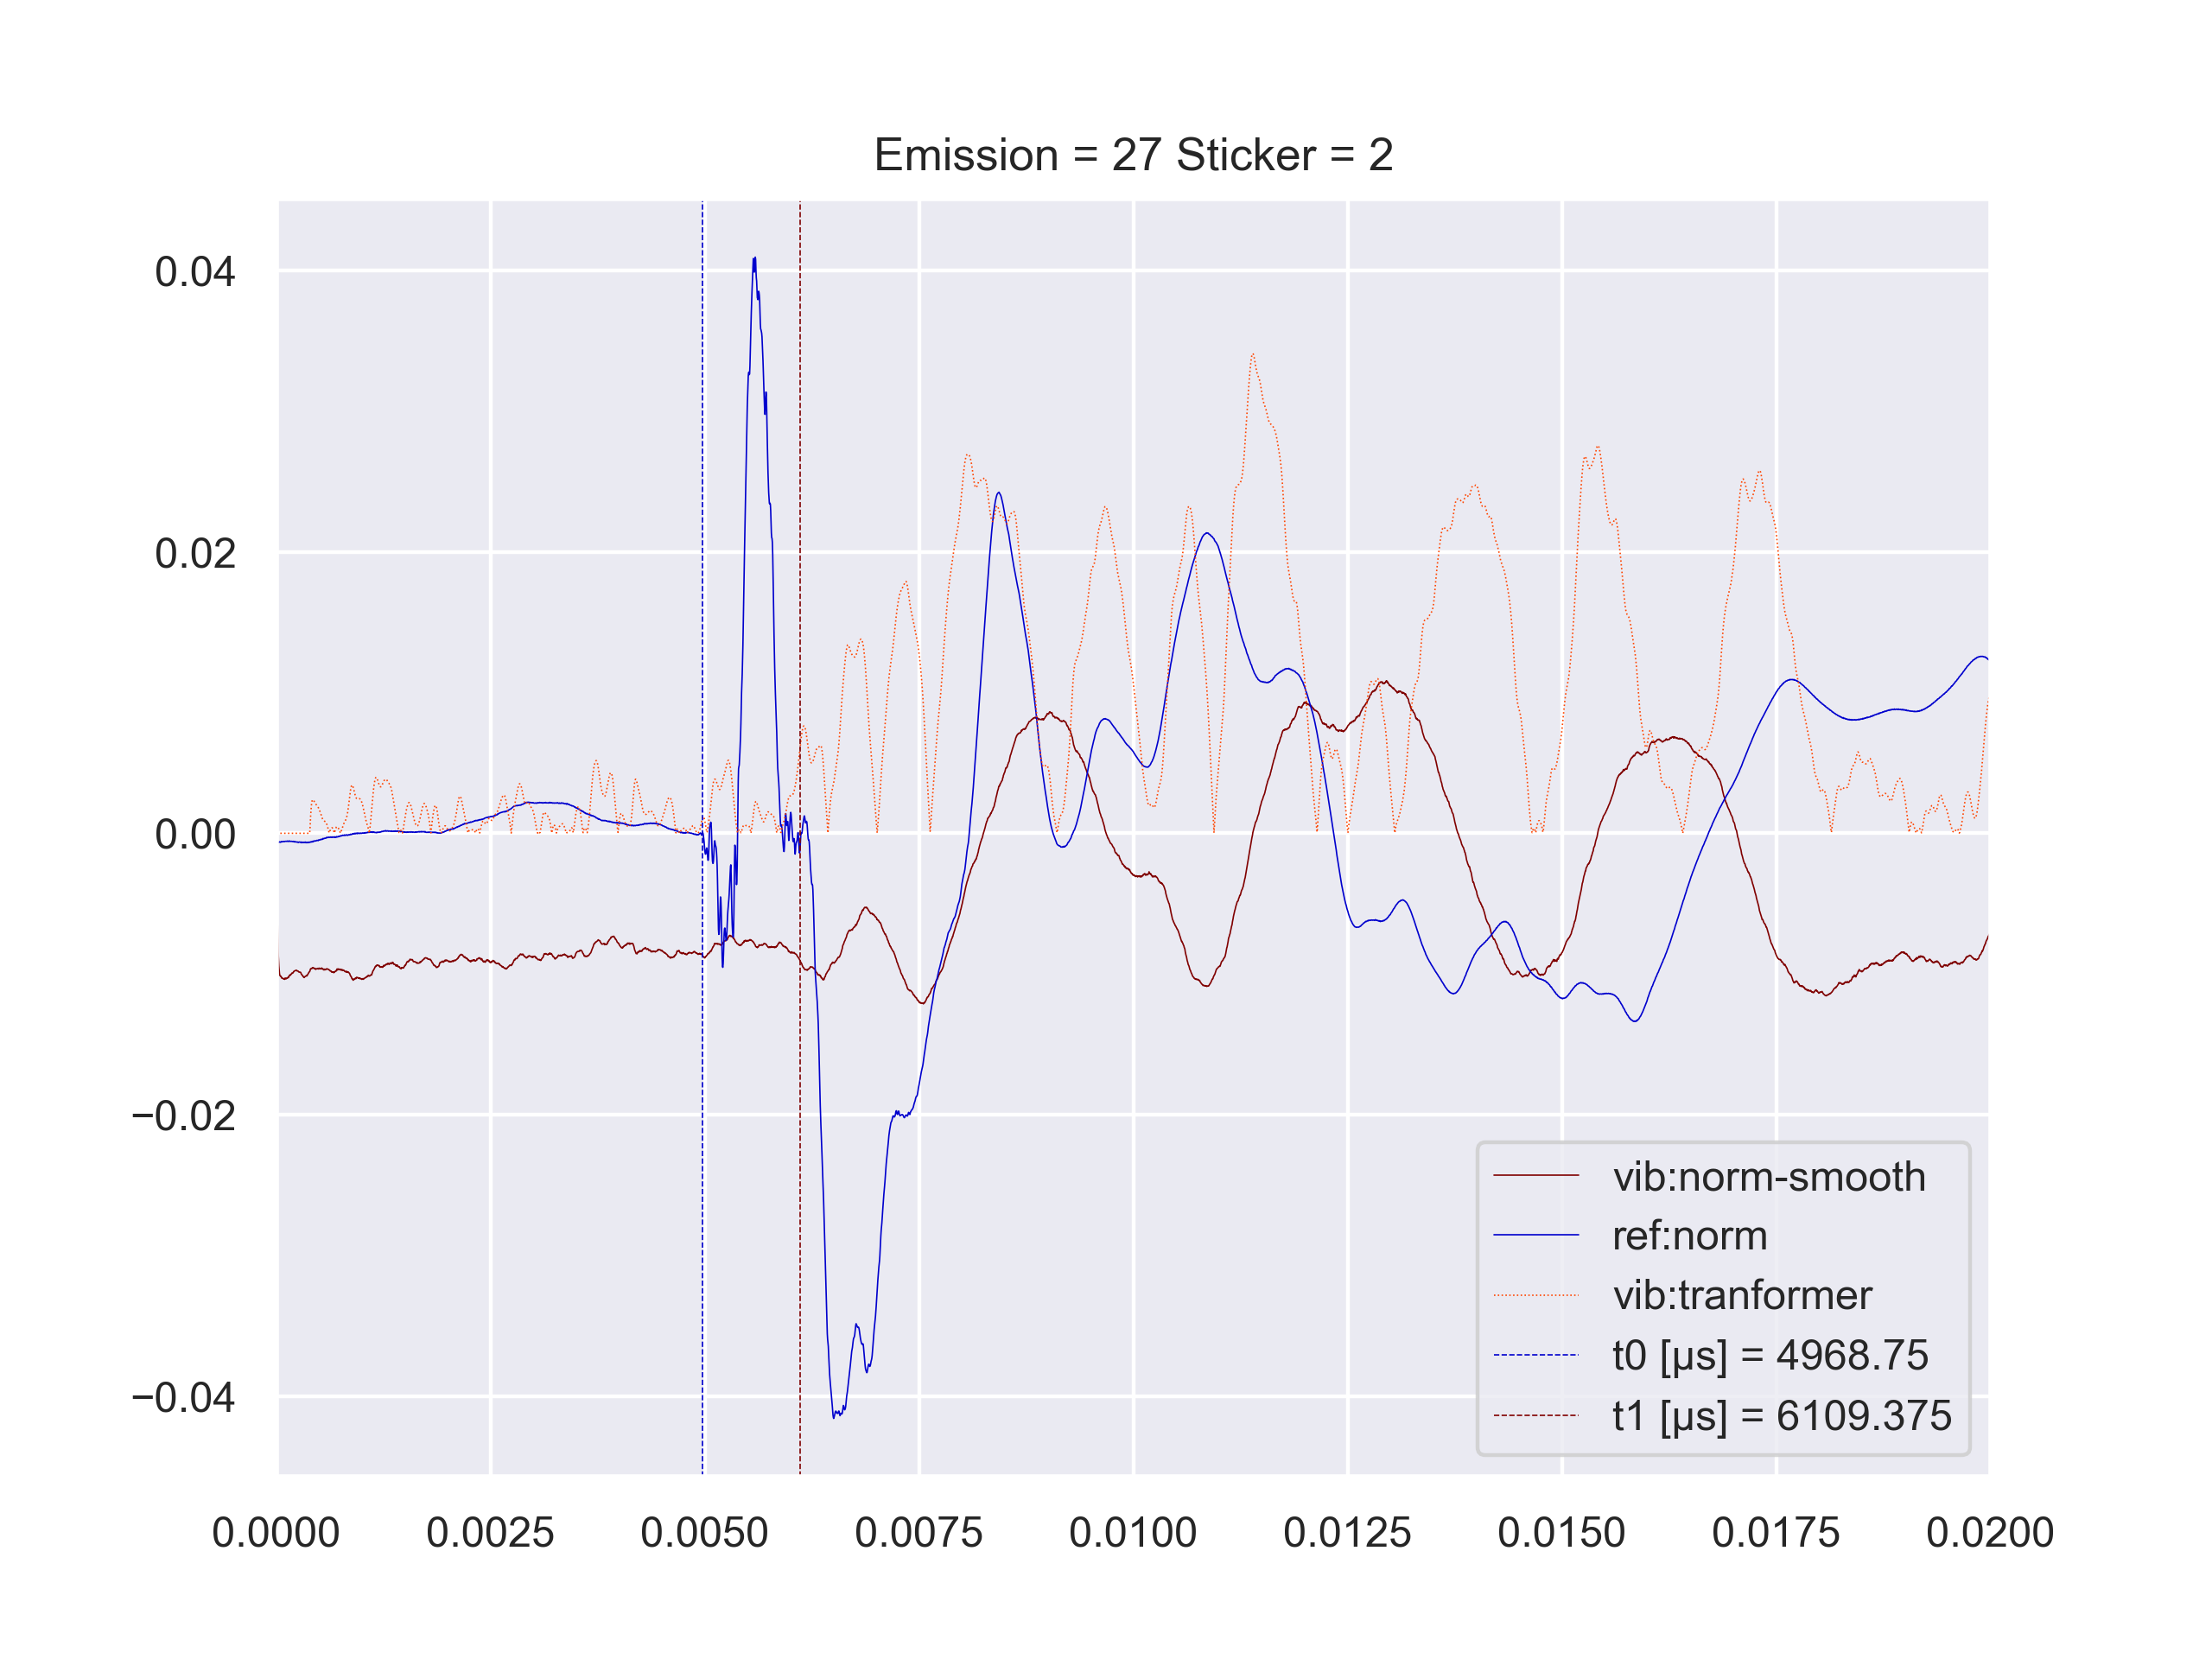 Emission = 27 Sticker = 2
0.04
0.02
0.00
−0.02
−0.04
vib:norm-smooth
ref:norm
vib:tranformer
t0 [μs] = 4968.75
t1 [μs] = 6109.375
0.0000 0.0025 0.0050 0.0075 0.0100 0.0125 0.0150 0.0175 0.0200